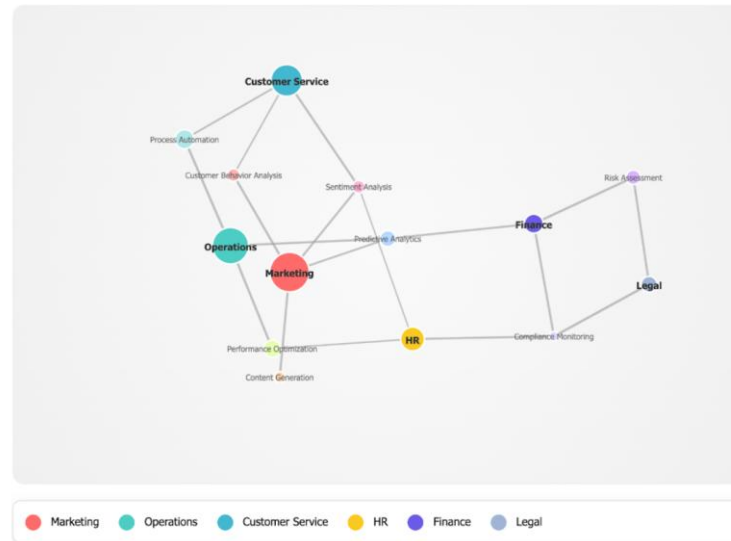 Customer Service
Process Automation
Customer Behavior Analysis
Sentiment Analysis
Risk Assessment
Finance
Predictive Analytics
Operations
Marketing
Legal
Compliance Monitoring
HR
Performance Optimization
Content Generation
Marketing Operations Customer Service HR Finance Legal